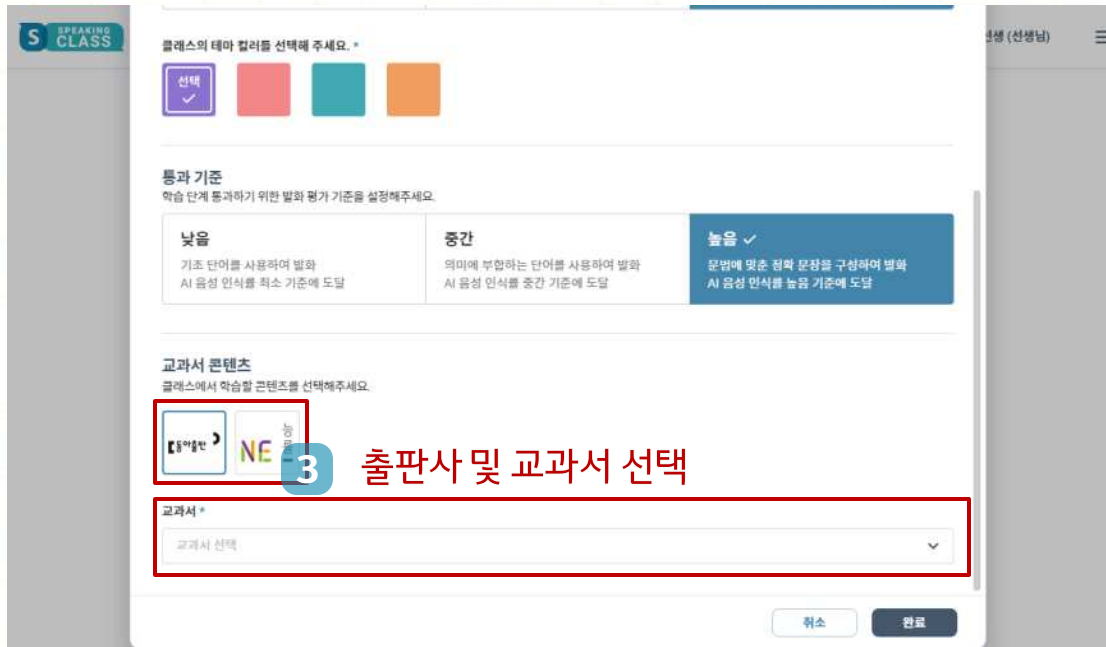 S SPEAKING CLASS
선생 (선생님)
클래스의 테마 컬러를 선택해 주세요. *
선택
통과 기준
학습 단계 통과하기 위한 발화 평가 기준을 설정해주세요.
낮음
기초 단어를 사용하여 발화
AI 음성 인식률 최소 기준에 도달
중간
의미에 부합하는 단어를 사용하여 발화
AI 음성 인식률 중간 기준에 도달
높음
문법에 맞춘 정확 문장을 구성하여 발화
AI 음성 인식률 높음 기준에 도달
교과서 콘텐츠
클래스에서 학습할 콘텐츠를 선택해주세요.
동아출판
NE 능률
3 출판사 및 교과서 선택
교과서 *
교과서 선택
취소
완료